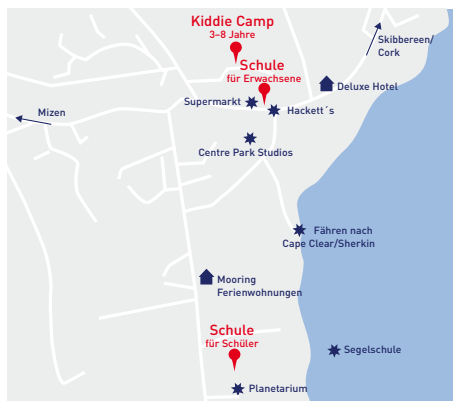 Kiddie Camp
3–8 Jahre
Skibbereen/
Cork
Schule
für Erwachsene
Deluxe Hotel
Supermarkt
Hackett´s
Mizen
Centre Park Studios
Fähren nach
Cape Clear/Sherkin
Mooring
Ferienwohnungen
Schule
für Schüler
Segelschule
Planetarium